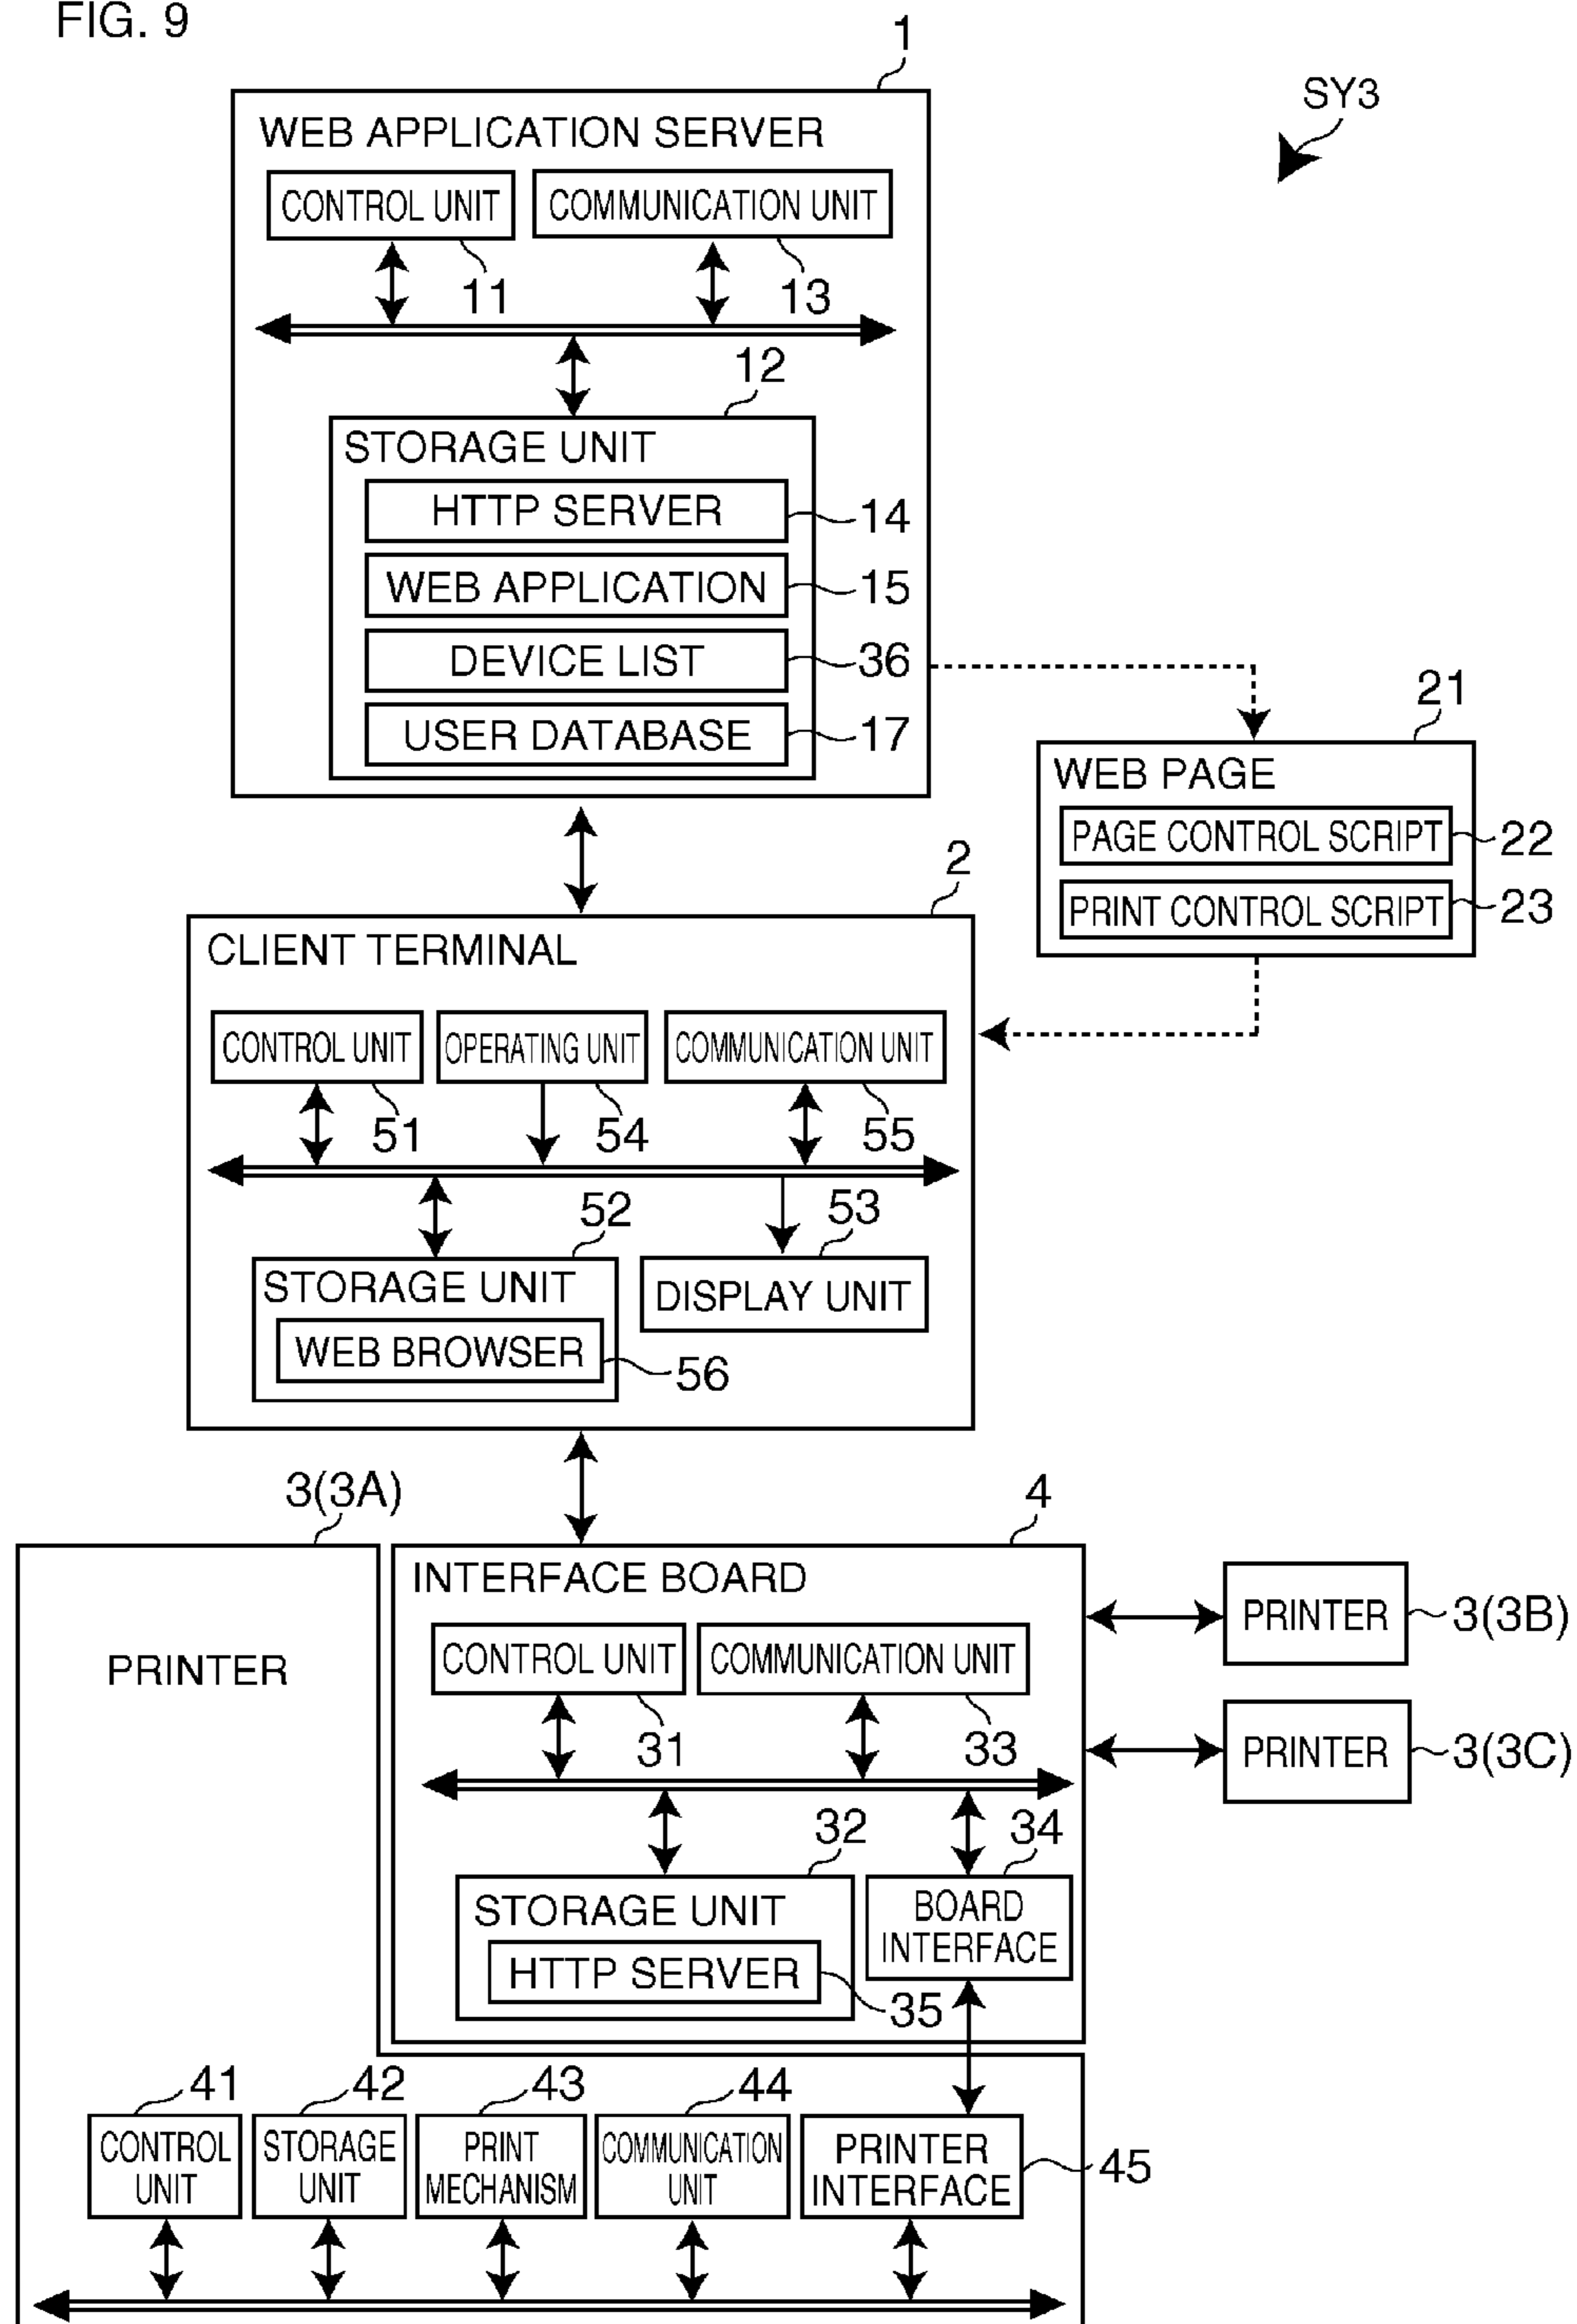 FIG. 9
1
SY3
WEB APPLICATION SERVER
CONTROL UNIT
COMMUNICATION UNIT
11
13
12
STORAGE UNIT
HTTP SERVER
14
WEB APPLICATION
15
DEVICE LIST
36
USER DATABASE
17
21
WEB PAGE
PAGE CONTROL SCRIPT
22
PRINT CONTROL SCRIPT
23
2
CLIENT TERMINAL
CONTROL UNIT
OPERATING UNIT
COMMUNICATION UNIT
51
54
55
52
53
STORAGE UNIT
DISPLAY UNIT
WEB BROWSER
56
3(3A)
4
PRINTER
INTERFACE BOARD
CONTROL UNIT
COMMUNICATION UNIT
31
33
PRINTER
3(3B)
PRINTER
3(3C)
32
34
STORAGE UNIT
HTTP SERVER
35
BOARD
INTERFACE
41
42
43
44
CONTROL
UNIT
STORAGE
UNIT
PRINT
MECHANISM
COMMUNICATION
UNIT
PRINTER
INTERFACE
45